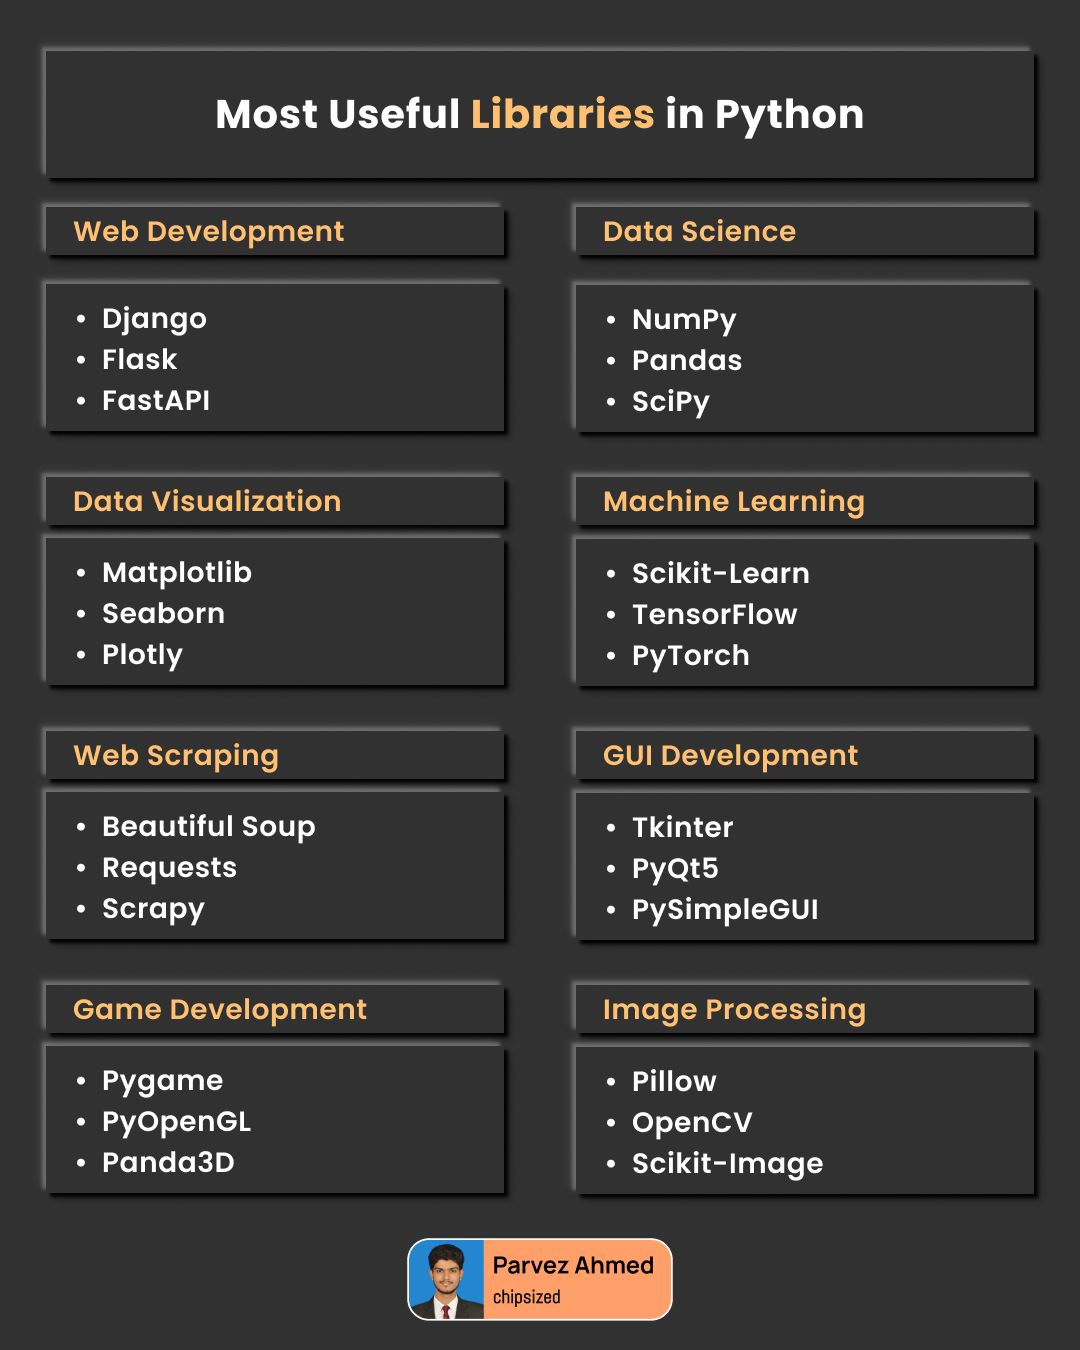 Most Useful Libraries in Python
Web Development
• Django
• Flask
• FastAPI
Data Science
• NumPy
• Pandas
• SciPy
Data Visualization
• Matplotlib
• Seaborn
• Plotly
Machine Learning
• Scikit-Learn
• TensorFlow
• PyTorch
Web Scraping
• Beautiful Soup
• Requests
• Scrapy
GUI Development
• Tkinter
• PyQt5
• PySimpleGUI
Game Development
• Pygame
• PyOpenGL
• Panda3D
Image Processing
• Pillow
• OpenCV
• Scikit-Image
Parvez Ahmed
chipsized